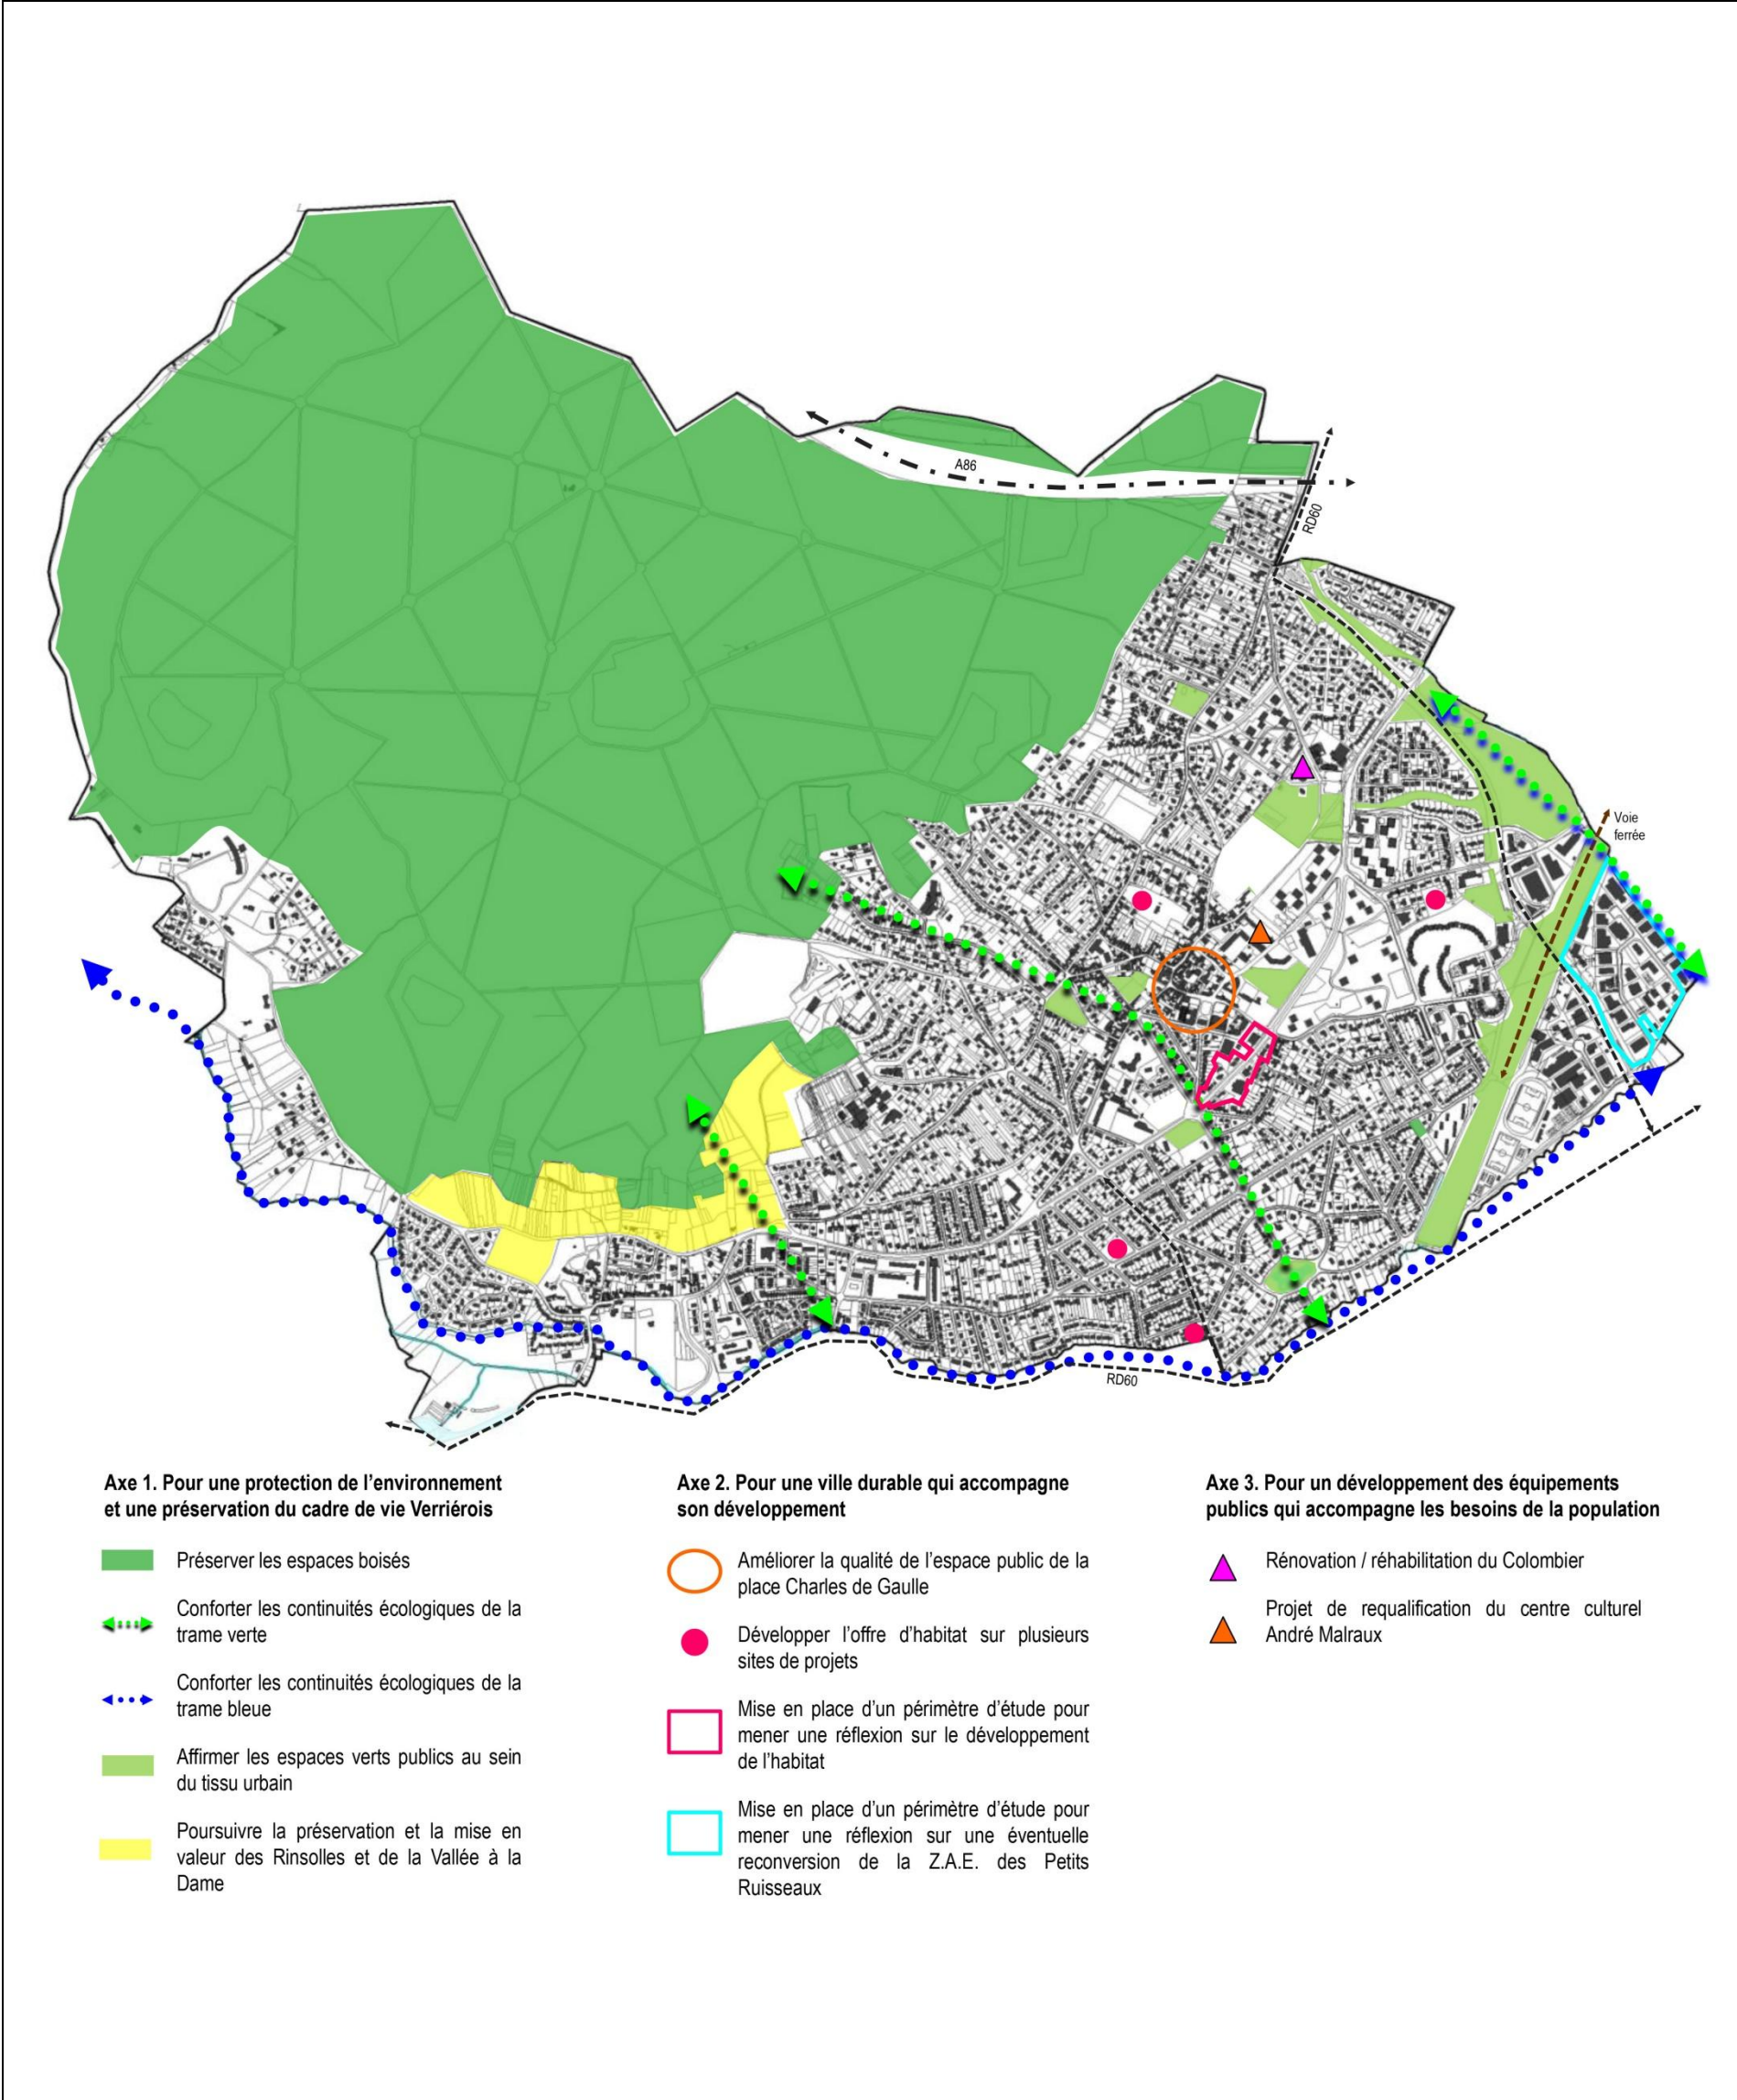 A86
RD60
Voie
ferrée
RD60
Axe 1. Pour une protection de l'environnement
et une préservation du cadre de vie Verriérois
Préserver les espaces boisés
Conforter les continuités écologiques de la
trame verte
Conforter les continuités écologiques de la
trame bleue
Affirmer les espaces verts publics au sein
du tissu urbain
Poursuivre la préservation et la mise en
valeur des Rinsolles et de la Vallée à la
Dame
Axe 2. Pour une ville durable qui accompagne
son développement
Améliorer la qualité de l'espace public de la
place Charles de Gaulle
Développer l'offre d'habitat sur plusieurs
sites de projets
Mise en place d'un périmètre d'étude pour
mener une réflexion sur le développement
de l'habitat
Mise en place d'un périmètre d'étude pour
mener une réflexion sur une éventuelle
reconversion de la Z.A.E. des Petits
Ruisseaux
Axe 3. Pour un développement des équipements
publics qui accompagne les besoins de la population
Rénovation / réhabilitation du Colombier
Projet de requalification du centre culturel
André Malraux